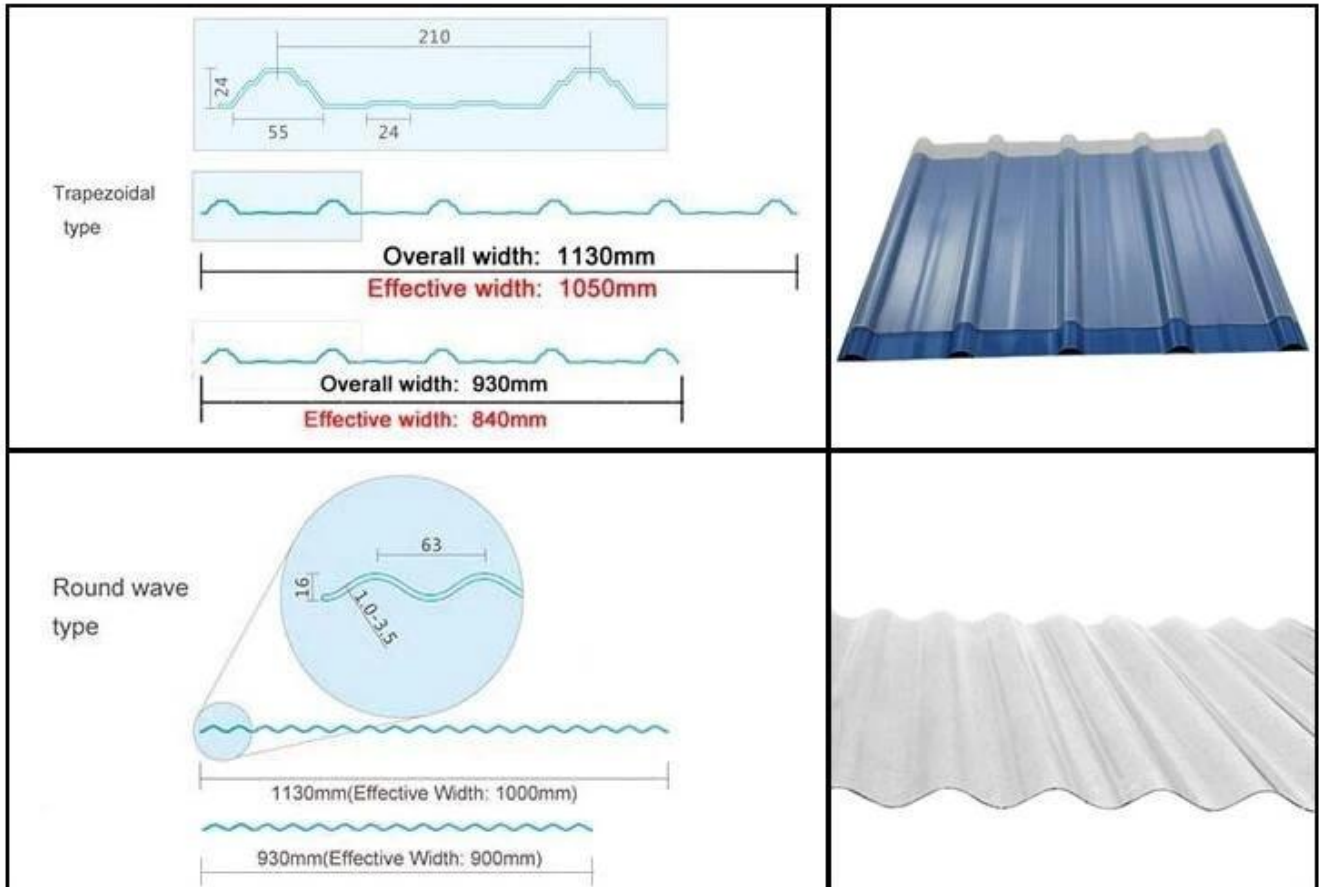 210
24
55
24
Trapezoidal
type
Overall width: 1130mm
Effective width: 1050mm
Overall width: 930mm
Effective width: 840mm
63
16
1.0-3.5
Round wave
type
1130mm(Effective Width: 1000mm)
930mm(Effective Width: 900mm)